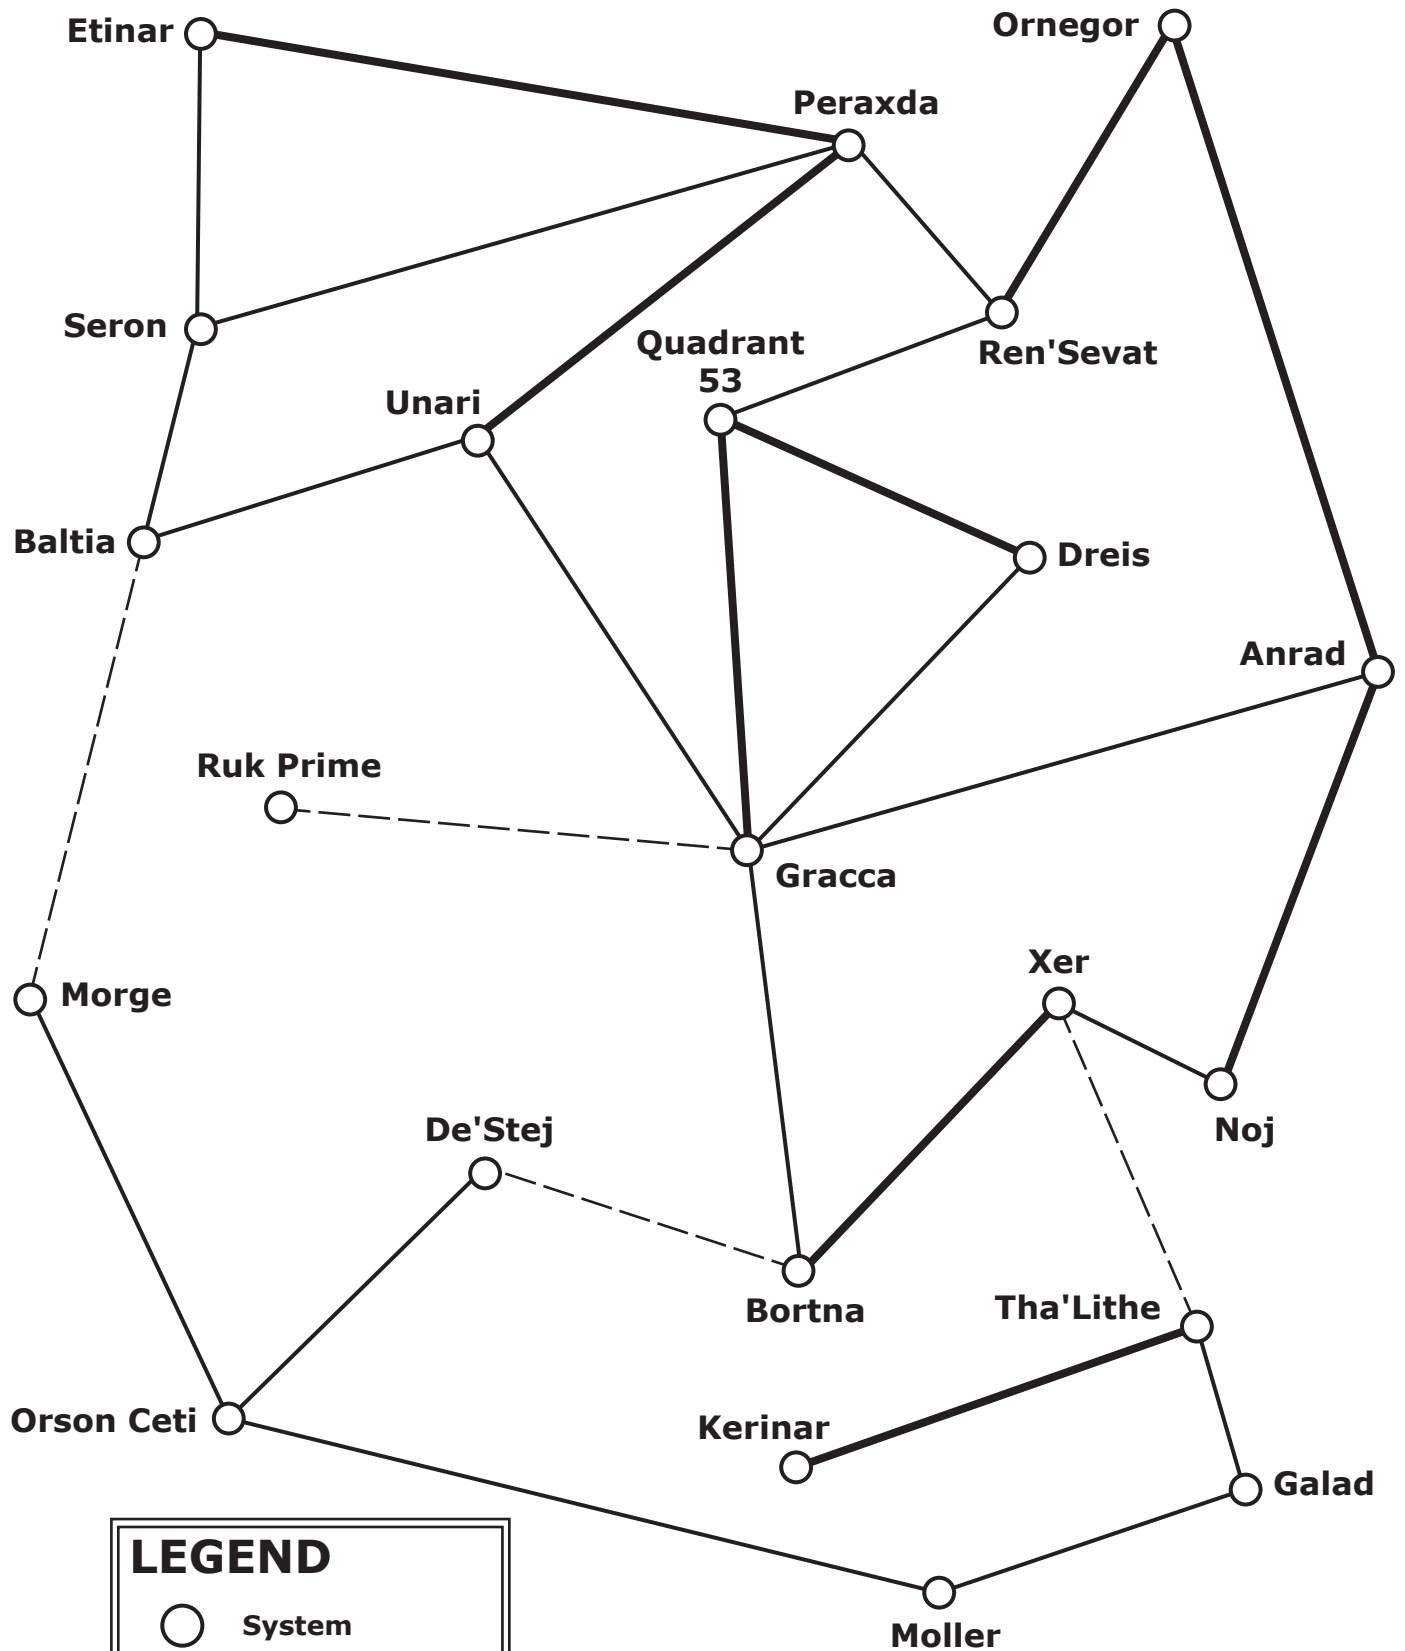 Etinar
Ornegor
Peraxda
Seron
Ren'Sevat
Quadrant
53
Unari
Baltia
Dreis
Anrad
Ruk Prime
Gracca
Xer
Morge
De'Stej
Noj
Bortna
Tha'Lithe
Orson Ceti
Kerinar
Galad
LEGEND
System
Moller